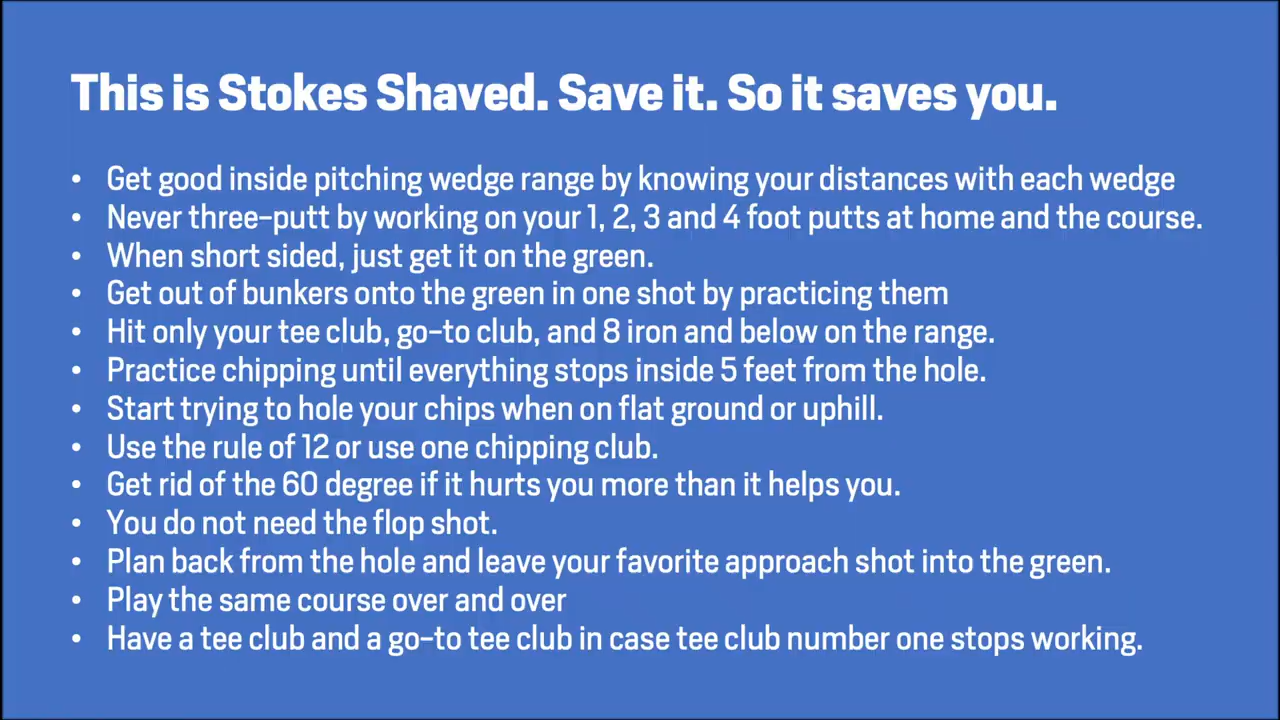 This is Stokes Shaved. Save it. So it saves you.
• Get good inside pitching wedge range by knowing your distances with each wedge
• Never three-putt by working on your 1, 2, 3 and 4 foot putts at home and the course.
• When short sided, just get it on the green.
• Get out of bunkers onto the green in one shot by practicing them
• Hit only your tee club, go-to club, and 8 iron and below on the range.
• Practice chipping until everything stops inside 5 feet from the hole.
• Start trying to hole your chips when on flat ground or uphill.
• Use the rule of 12 or use one chipping club.
• Get rid of the 60 degree if it hurts you more than it helps you.
• You do not need the flop shot.
• Plan back from the hole and leave your favorite approach shot into the green.
• Play the same course over and over
• Have a tee club and a go-to tee club in case tee club number one stops working.